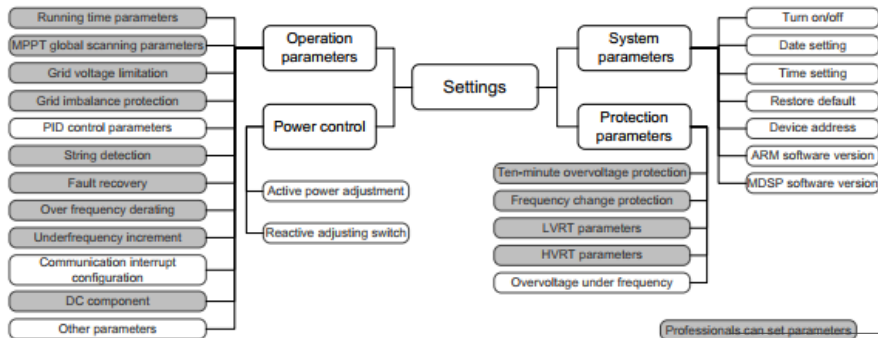 Running time parameters
MPPT global scanning parameters
Grid voltage limitation
Grid imbalance protection
PID control parameters
String detection
Fault recovery
Over frequency derating
Underfrequency increment
Communication interrupt
configuration
DC component
Other parameters
Operation
parameters
Power control
Active power adjustment
Reactive adjusting switch
Settings
System
parameters
Protection
parameters
Ten-minute overvoltage protection
Frequency change protection
LVRT parameters
HVRT parameters
Overvoltage under frequency
Turn on/off
Date setting
Time setting
Restore default
Device address
ARM software version
MDSP software version
Professionals can set parameters